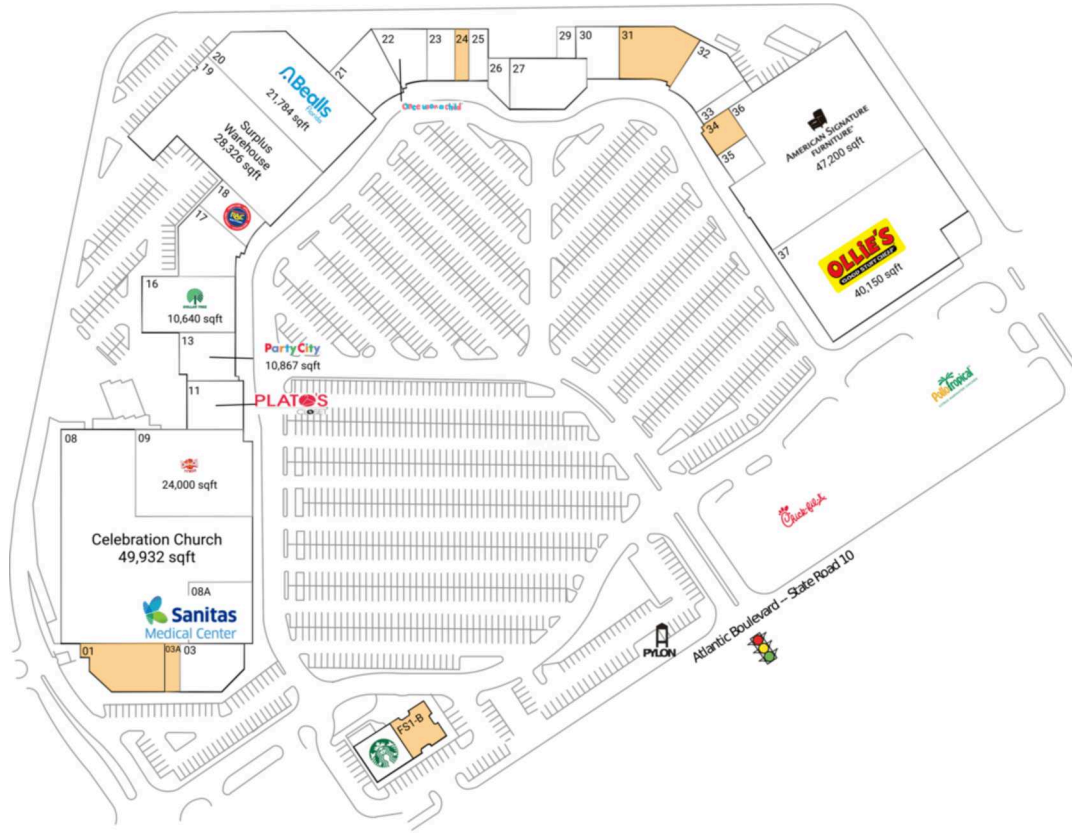 20
19
Bealls
Florida
21,784 sqft
Surplus
Warehouse
28,326 sqft
21
22
Once upon a child
23
24
25
26
27
29
30
31
32
33
34
35
36
AMERICAN SIGNATURE
FURNITURE
47,200 sqft
37
OLLIE'S
GOOD STUFF CHEAP
40,150 sqft
18
17
16
10,640 sqft
13
Party City
10,867 sqft
11
PLATO'S
08
09
24,000 sqft
Celebration Church
49,932 sqft
08A
Sanitas
Medical Center
01
03A
03
FS1-B
PYLON
Atlantic Boulevard -- State Road 10
Chick-fil-A
Pollo Tropical